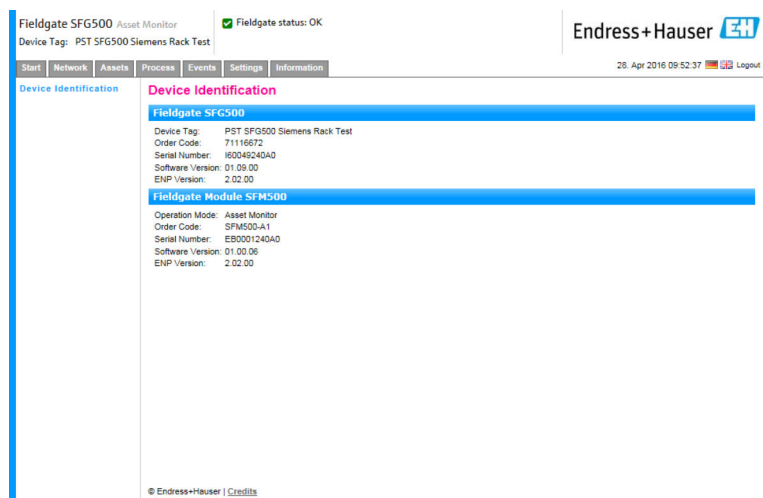 Fieldgate SFG500 Asset Monitor
Device Tag: PST SFG500 Siemens Rack Test
Fieldgate status: OK
Endress+Hauser EH
Start Network Assets Process Events Settings Information
28. Apr 2016 09:52:37 Logout
Device Identification
Device Identification
Fieldgate SFG500
Device Tag: PST SFG500 Siemens Rack Test
Order Code: 71116672
Serial Number: I60049240A0
Software Version: 01.09.00
ENP Version: 2.02.00
Fieldgate Module SFM500
Operation Mode: Asset Monitor
Order Code: SFM500-A1
Serial Number: EB0001240A0
Software Version: 01.00.06
ENP Version: 2.02.00
© Endress+Hauser | Credits